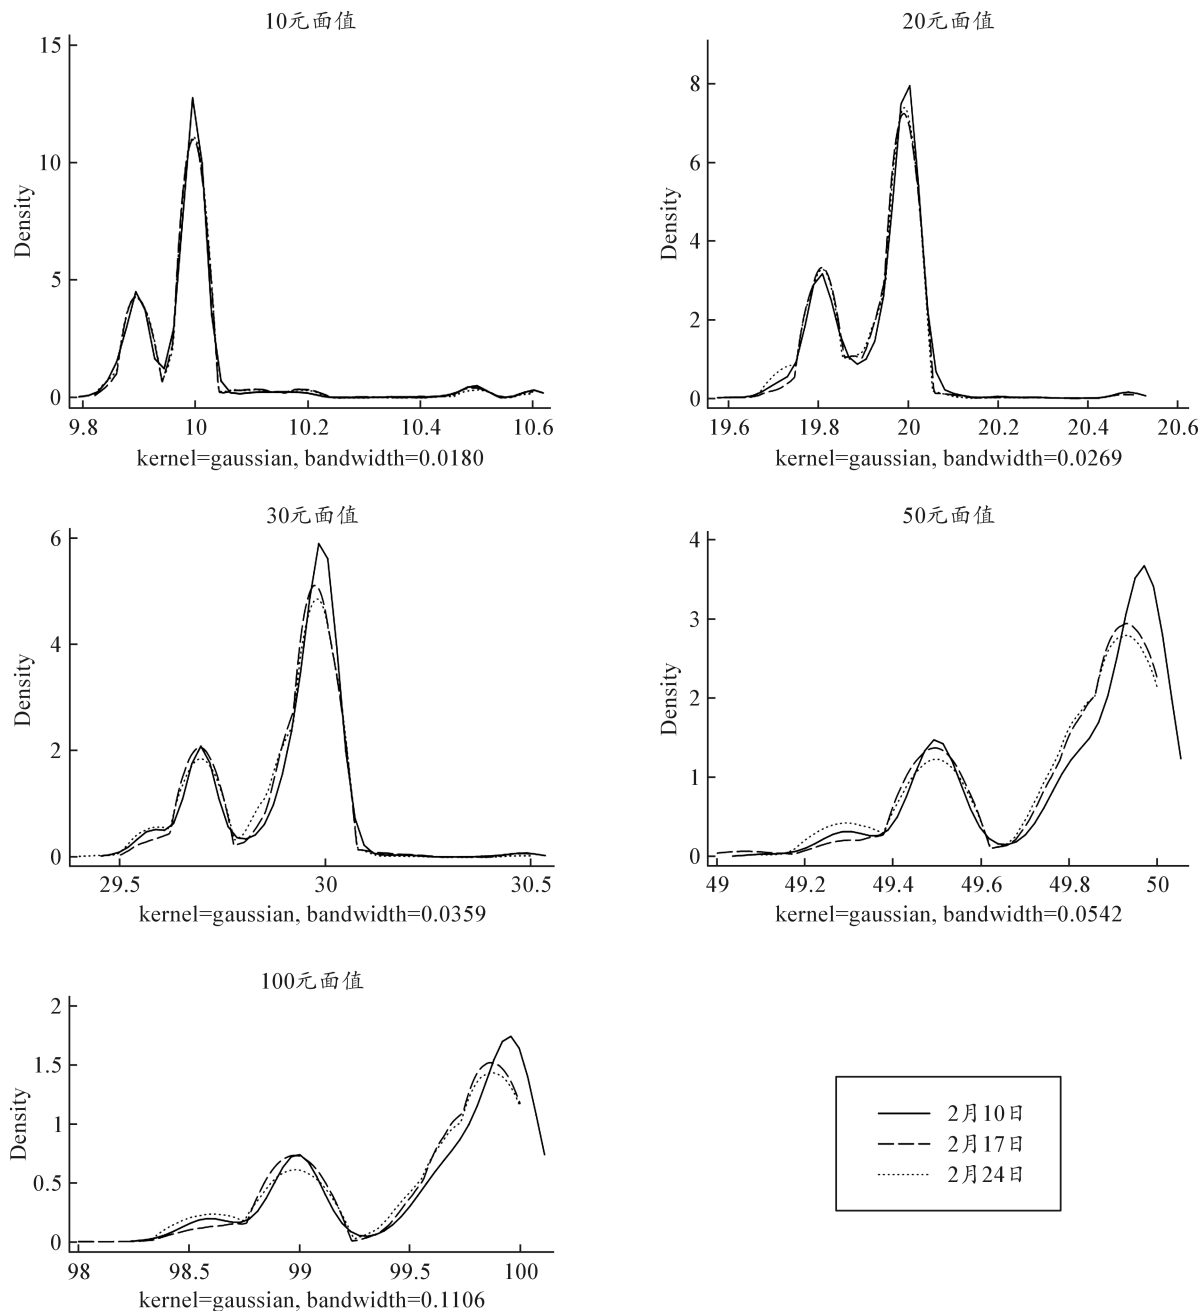 10元面值
15
10
5
0
Density
9.8 10 10.2 10.4 10.6
kernel=gaussian, bandwidth=0.0180
20元面值
8
6
4
2
0
Density
19.6 19.8 20 20.2 20.4 20.6
kernel=gaussian, bandwidth=0.0269
30元面值
6
4
2
0
Density
29.5 30 30.5
kernel=gaussian, bandwidth=0.0359
50元面值
4
3
2
1
0
Density
49 49.2 49.4 49.6 49.8 50
kernel=gaussian, bandwidth=0.0542
100元面值
2
1.5
1
0.5
0
Density
98 98.5 99 99.5 100
kernel=gaussian, bandwidth=0.1106
2月10日
2月17日
2月24日